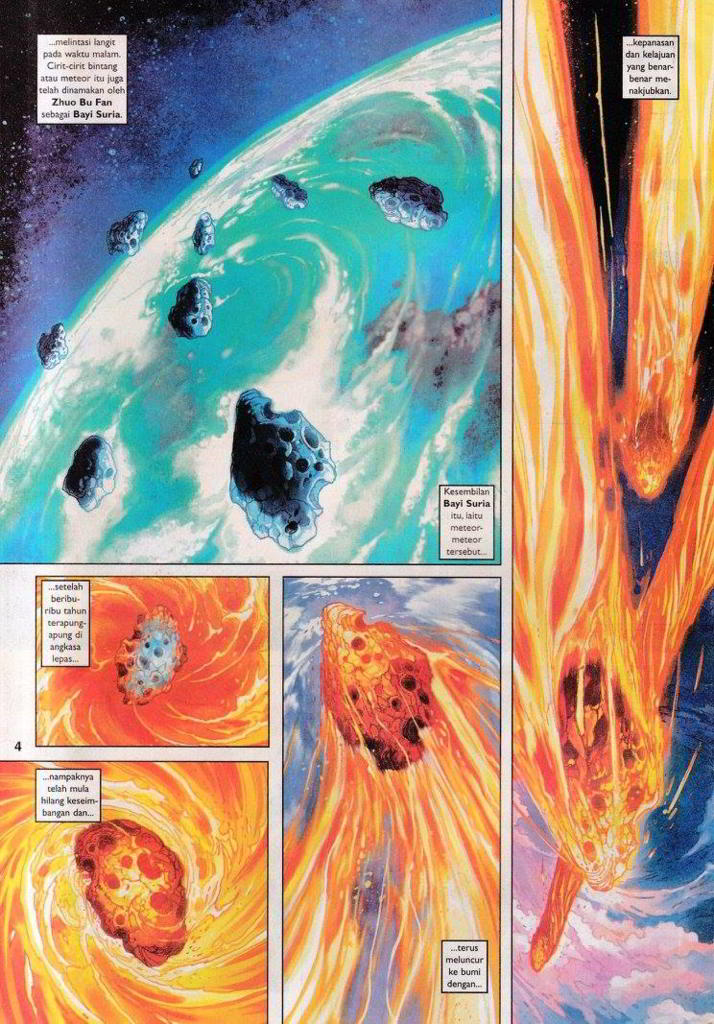 ...melintasi langit
pada waktu malam.
Cirit-cirit bintang
atau meteor itu juga
telah dinamakan oleh
Zhuo Bu Fan
sebagai Bayi Suria.
Kesembilan
Bayi Suria
itu, laitu
meteor-
meteor
tersebut...
...setelah
beribu-
ribu tahun
terapung-
apung di
angkasa
lepas...
4
...nampaknya
telah mula
hilang keseim-
bangan dan...
...terus
meluncur
ke bumi
dengan...
...kepanasan
dan kelajuan
yang benar-
benar me-
nakjubkan.